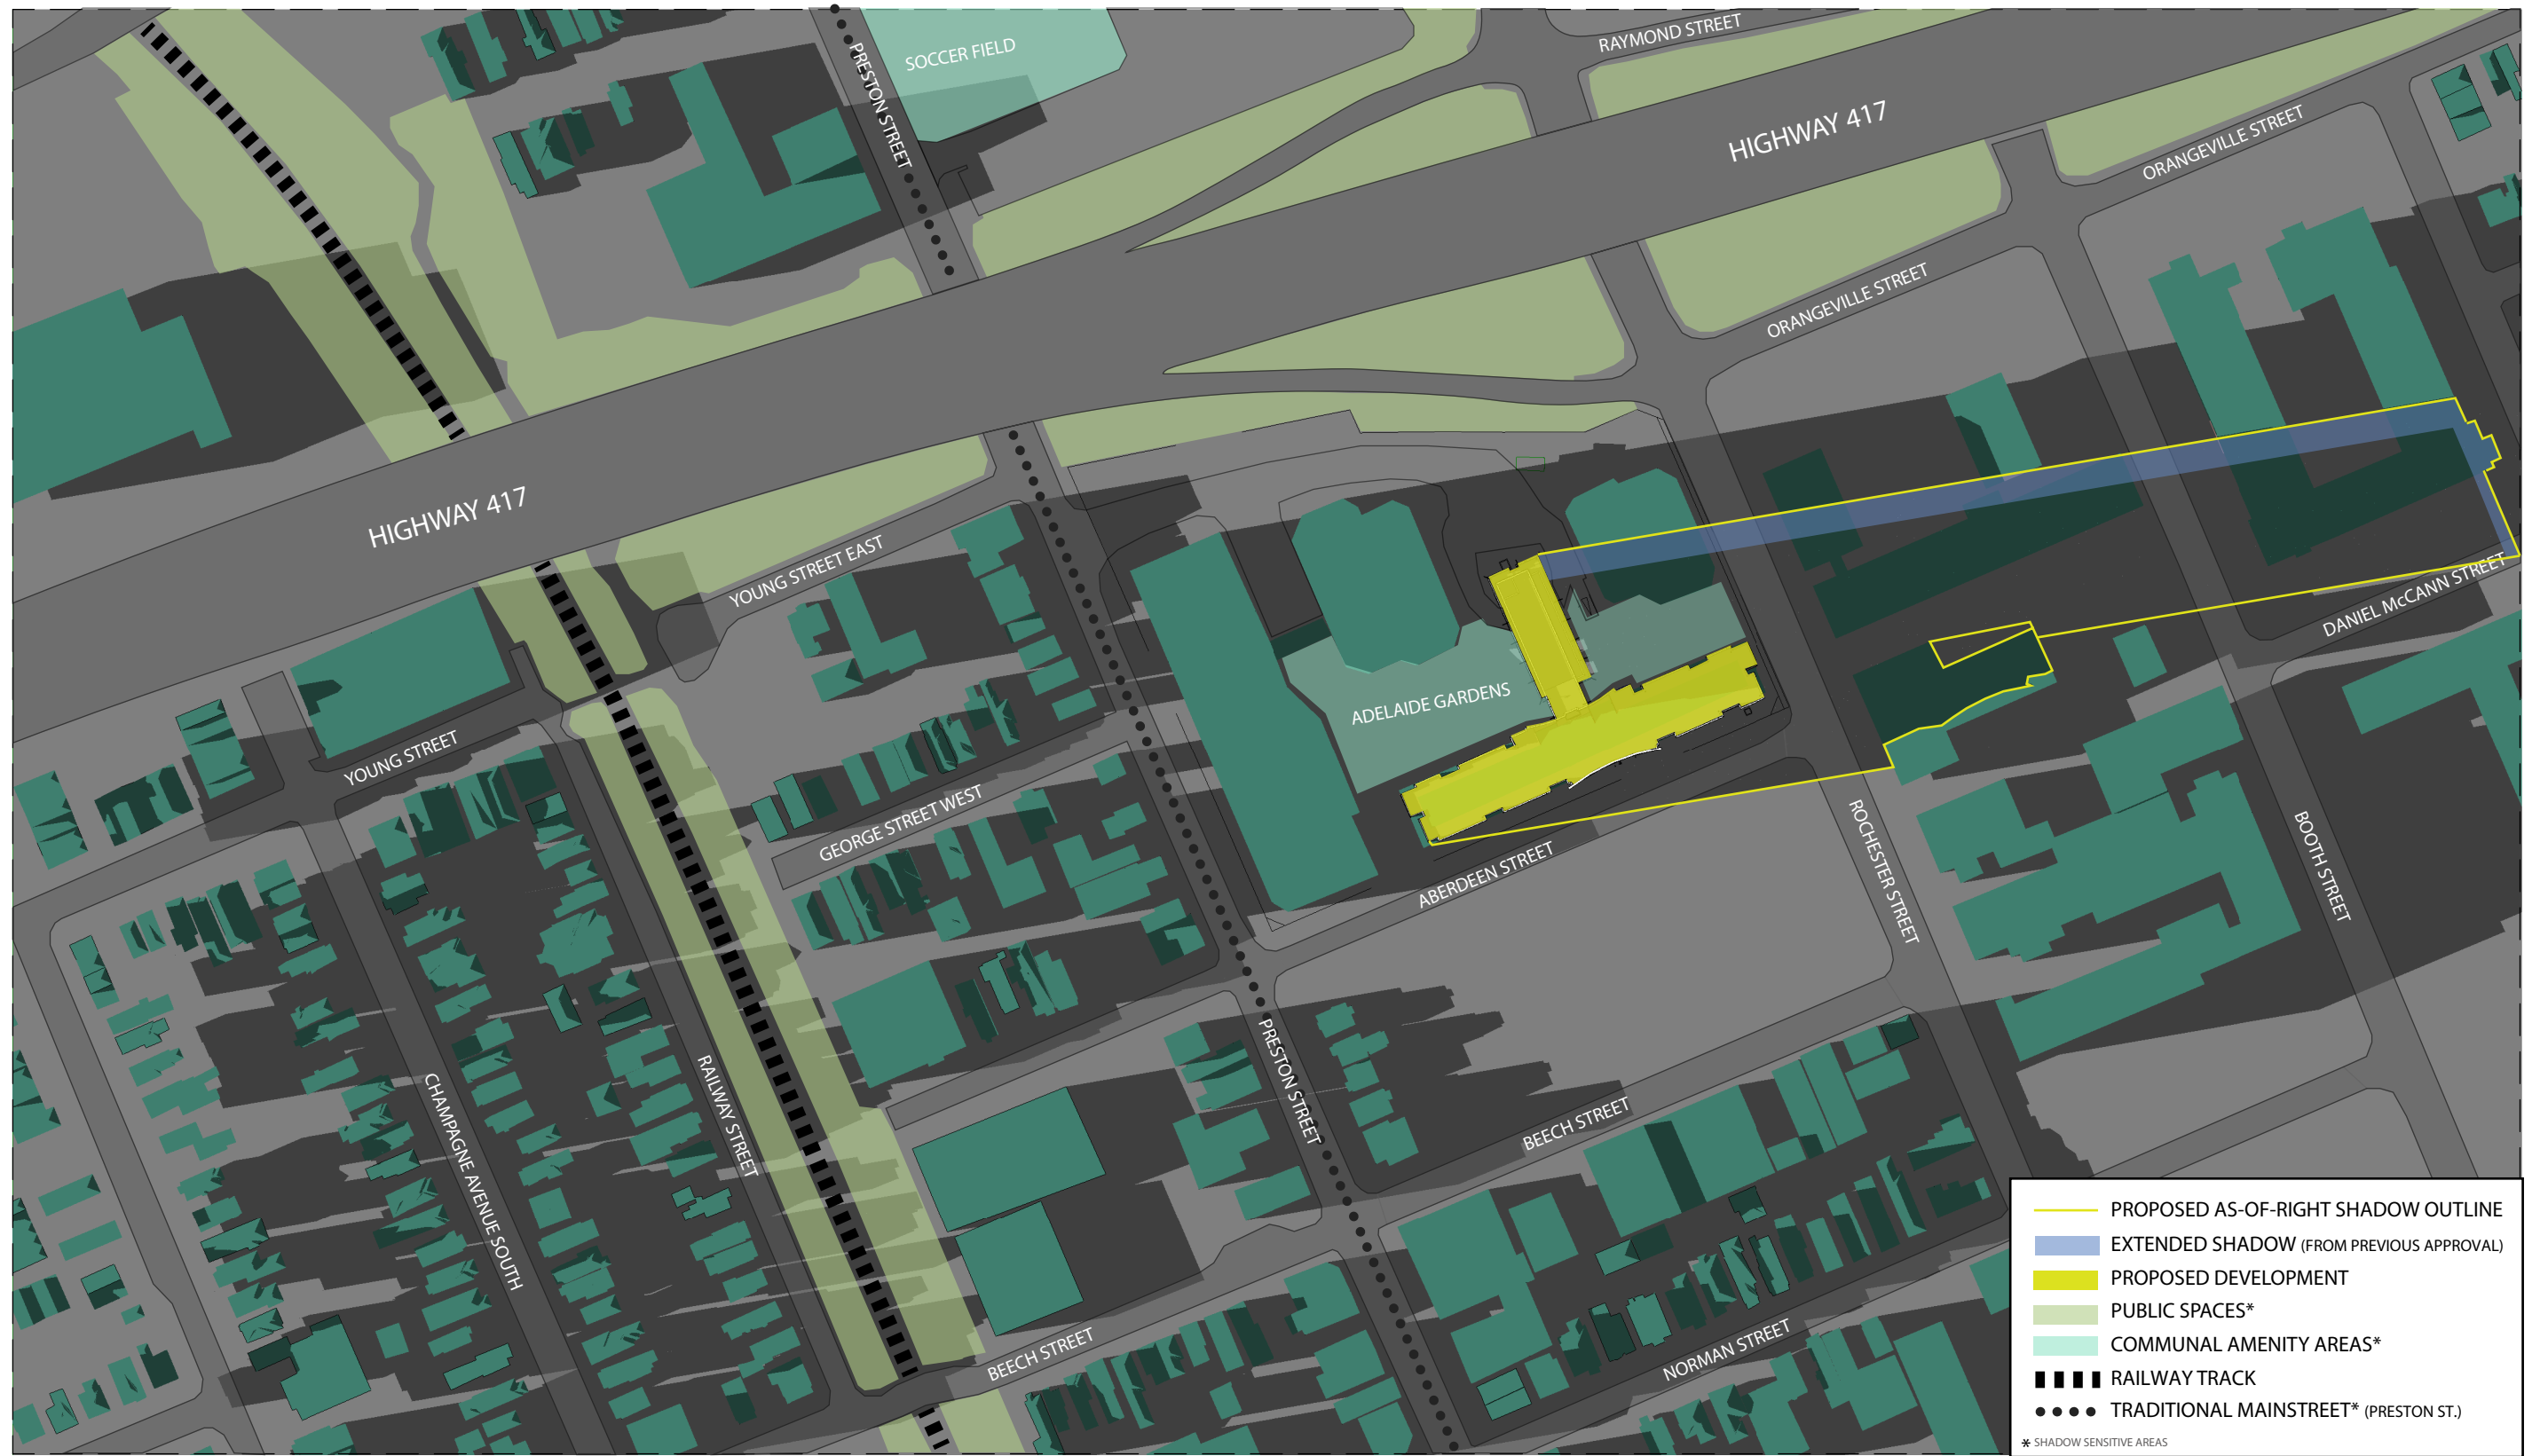 RAYMOND STREET
SOCCER FIELD
PRESTON STREET
HIGHWAY 417
ORANGEVILLE STREET
ORANGEVILLE STREET
HIGHWAY 417
YOUNG STREET EAST
DANIEL McCANN STREET
ADELAIDE GARDENS
YOUNG STREET
GEORGE STREET WEST
ABERDEEN STREET
ROCHESTER STREET
BOOTH STREET
PRESTON STREET
RAILWAY STREET
CHAMPAGNE AVENUE SOUTH
BEECH STREET
BEECH STREET
NORMAN STREET
PROPOSED AS-OF-RIGHT SHADOW OUTLINE
EXTENDED SHADOW (FROM PREVIOUS APPROVAL)
PROPOSED DEVELOPMENT
PUBLIC SPACES*
COMMUNAL AMENITY AREAS*
RAILWAY TRACK
TRADITIONAL MAINSTREET* (PRESTON ST.)
* SHADOW SENSITIVE AREAS